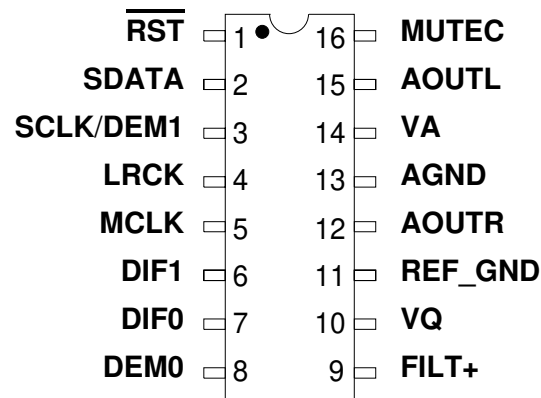 RST 1 16 MUTEC
SDATA 2 15 AOUTL
SCLK/DEM1 3 14 VA
LRCK 4 13 AGND
MCLK 5 12 AOUTR
DIF1 6 11 REF_GND
DIF0 7 10 VQ
DEM0 8 9 FILT+